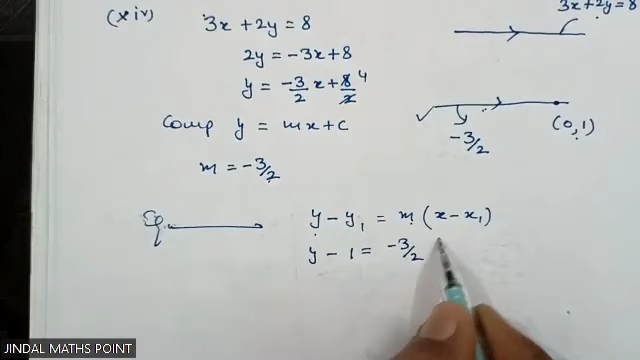 (xiv) 3x + 2y = 8
2y = -3x + 8
y = -3/2 x + 8/2 4
Comp y = mx + c
m = -3/2
3x + 2y = 8
-3/2
(0, 1)
Eq
y - y₁ = m (x - x₁)
y - 1 = -3/2
JINDAL MATHS POINT